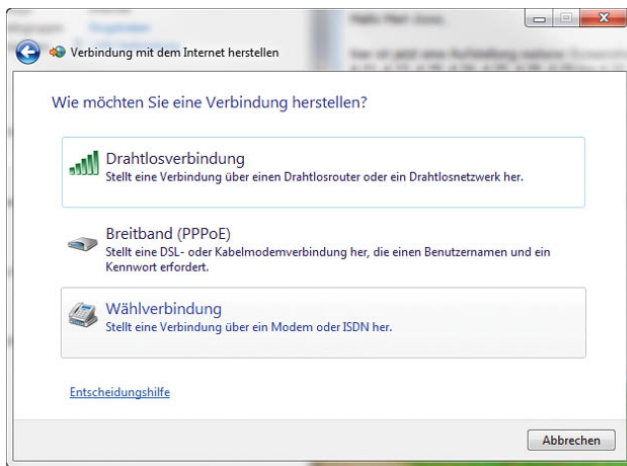 Verbindung mit dem Internet herstellen
Wie möchten Sie eine Verbindung herstellen?
Drahtlosverbindung
Stellt eine Verbindung über einen Drahtlosrouter oder ein Drahtlosnetzwerk her.
Breitband (PPPoE)
Stellt eine DSL- oder Kabelmodemverbindung her, die einen Benutzernamen und ein
Kennwort erfordert.
Wählverbindung
Stellt eine Verbindung über ein Modem oder ISDN her.
Entscheidungshilfe
Abbrechen